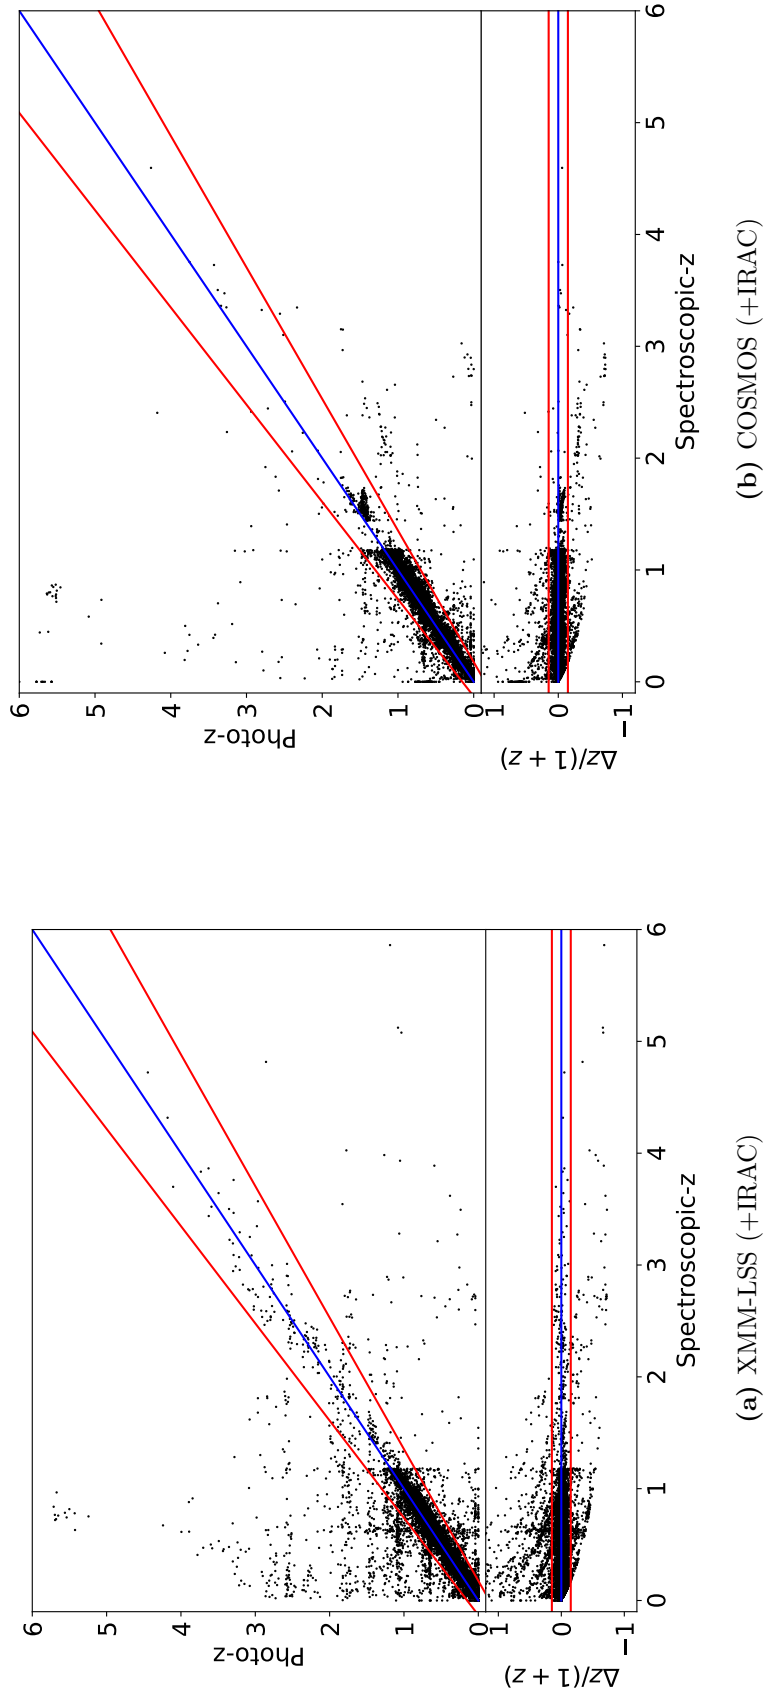 6
5
4
3
2
1
0
Photo-z
1
0
−1
Δz/(1 + z)
0 1 2 3 4 5 6
Spectroscopic-z
(a) XMM-LSS (+IRAC)
6
5
4
3
2
1
0
Photo-z
1
0
−1
Δz/(1 + z)
0 1 2 3 4 5 6
Spectroscopic-z
(b) COSMOS (+IRAC)